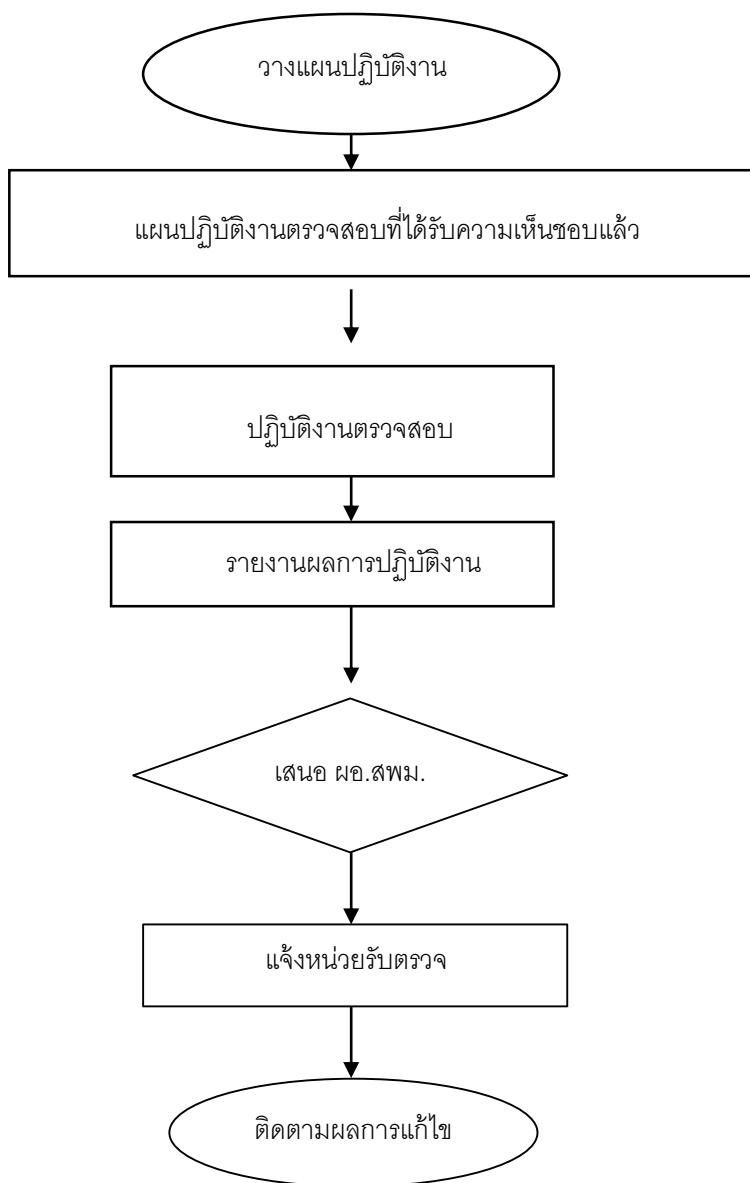 วางแผนปฏิบัติงาน
แผนปฏิบัติงานตรวจสอบที่ได้รับความเห็นชอบแล้ว
ปฏิบัติงานตรวจสอบ
รายงานผลการปฏิบัติงาน
เสนอ ผอ.สพม.
แจ้งหน่วยรับตรวจ
ติดตามผลการแก้ไข